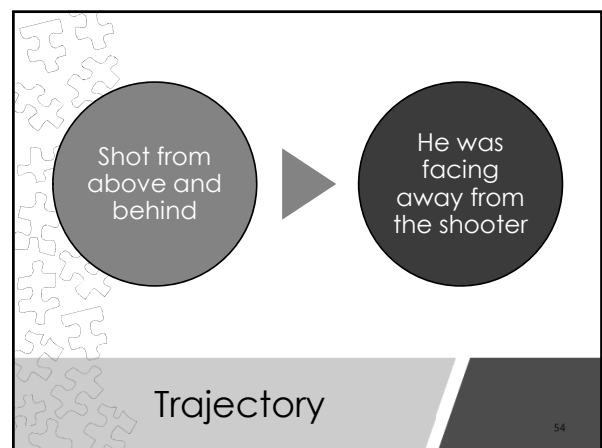 Shot from
above and
behind
He was
facing
away from
the shooter
Trajectory
54